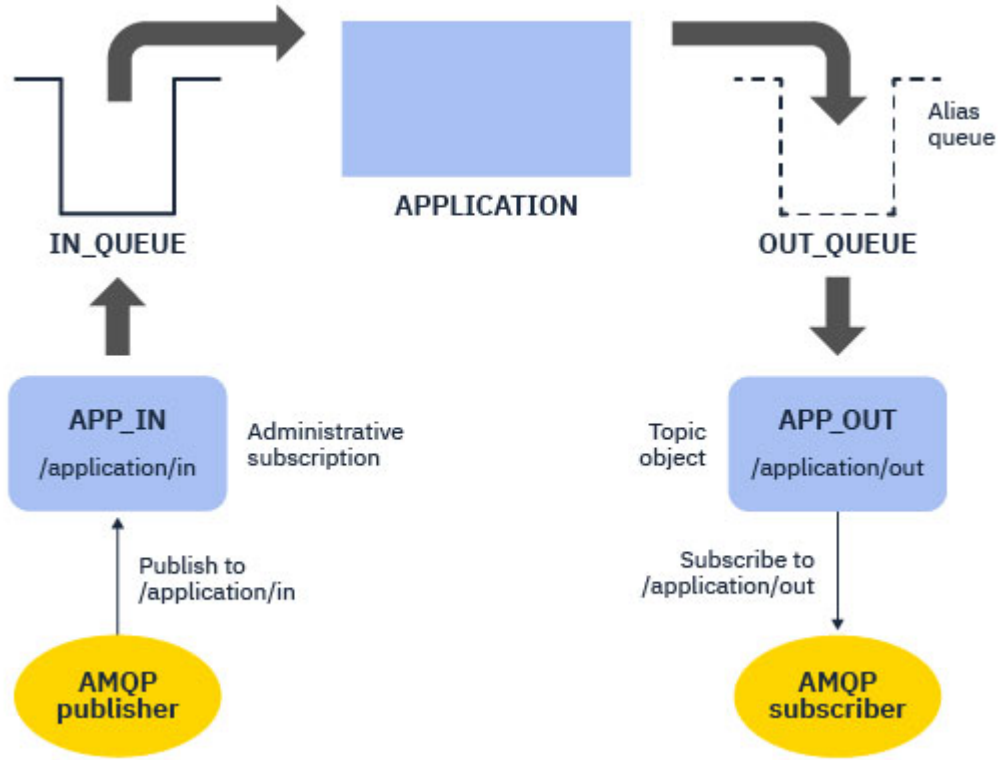 APPLICATION
Alias
queue
IN_QUEUE
OUT_QUEUE
APP_IN
/application/in
Administrative
subscription
Topic
object
APP_OUT
/application/out
Publish to
/application/in
Subscribe to
/application/out
AMQP
publisher
AMQP
subscriber